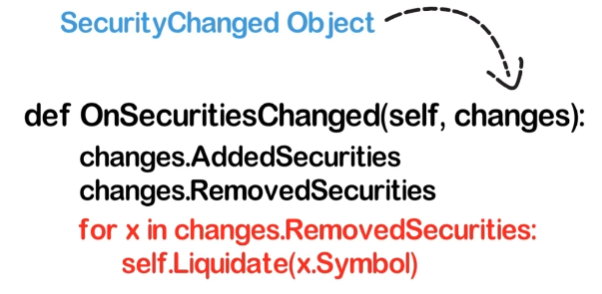 SecurityChanged Object
def OnSecuritiesChanged(self, changes):
changes.AddedSecurities
changes.RemovedSecurities
for x in changes.RemovedSecurities:
self.Liquidate(x.Symbol)